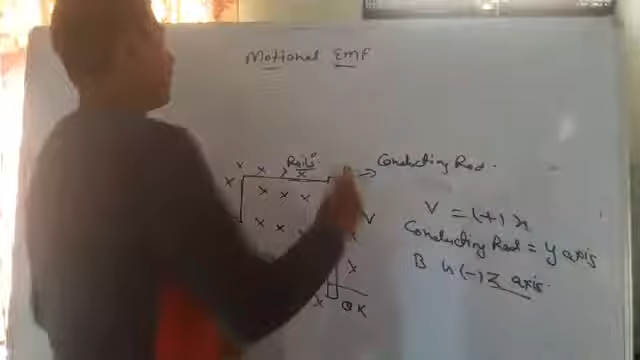 Motional EMF
Rails
Conducting Rod.
V = (+) x
Conducting Rod = y axis
B is (-) Z axis.
V
x x x
x x
x